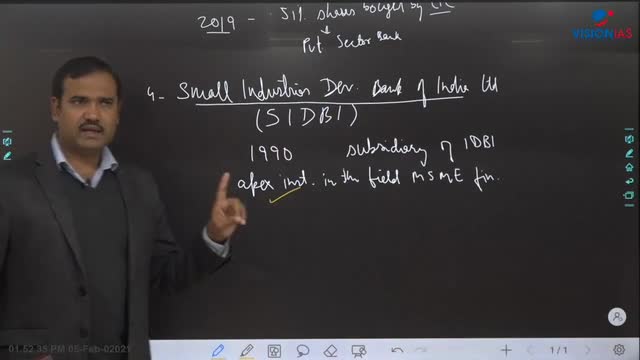 2019 - 51% shares bought by LIC
Pvt Sector Bank
VISIONIAS
4- Small Industries Dev. Bank of India Ltd
(SIDBI)
1990 subsidiary of IDBI
apex inst. in the field MSME fin.
01:52:35 PM 05-Feb-02021
1/1